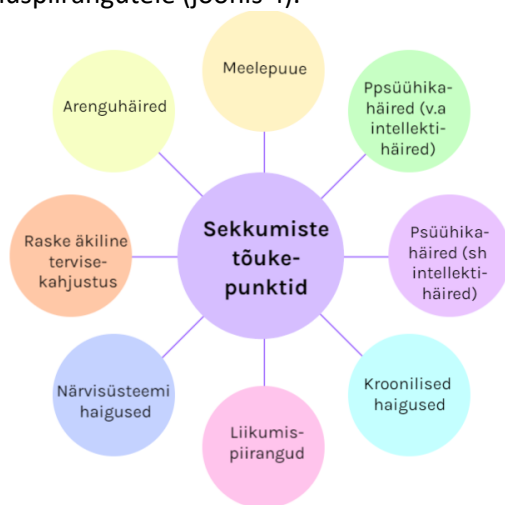 uspiirangutele (joonis 4).
Meelepuue
Arenguhäired
Ppsüühika-
häired (v.a
intellekti-
häired)
Sekkumiste
tõuke-
punktid
Raske äkiline
tervise-
kahjustus
Psüühika-
häired (sh
intellekti-
häired)
Närvisüsteemi
haigused
Kroonilised
haigused
Liikumis-
piirangud